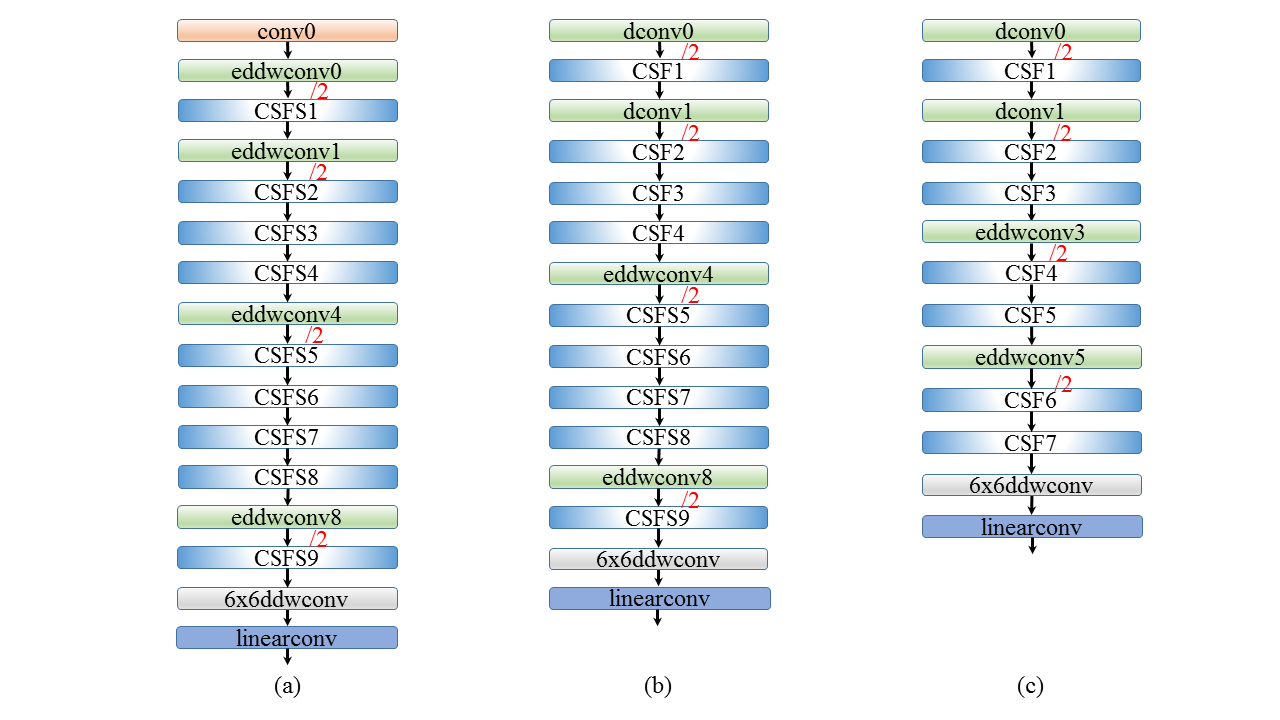 conv0
eddwconv0
/2
CSFS1
eddwconv1
/2
CSFS2
CSFS3
CSFS4
eddwconv4
/2
CSFS5
CSFS6
CSFS7
CSFS8
eddwconv8
/2
CSFS9
6x6ddwconv
linearconv
(a)
dconv0
/2
CSF1
dconv1
/2
CSF2
CSF3
CSF4
eddwconv4
/2
CSFS5
CSFS6
CSFS7
CSFS8
eddwconv8
/2
CSFS9
6x6ddwconv
linearconv
(b)
dconv0
/2
CSF1
dconv1
/2
CSF2
CSF3
eddwconv3
/2
CSF4
CSF5
eddwconv5
/2
CSF6
CSF7
6x6ddwconv
linearconv
(c)